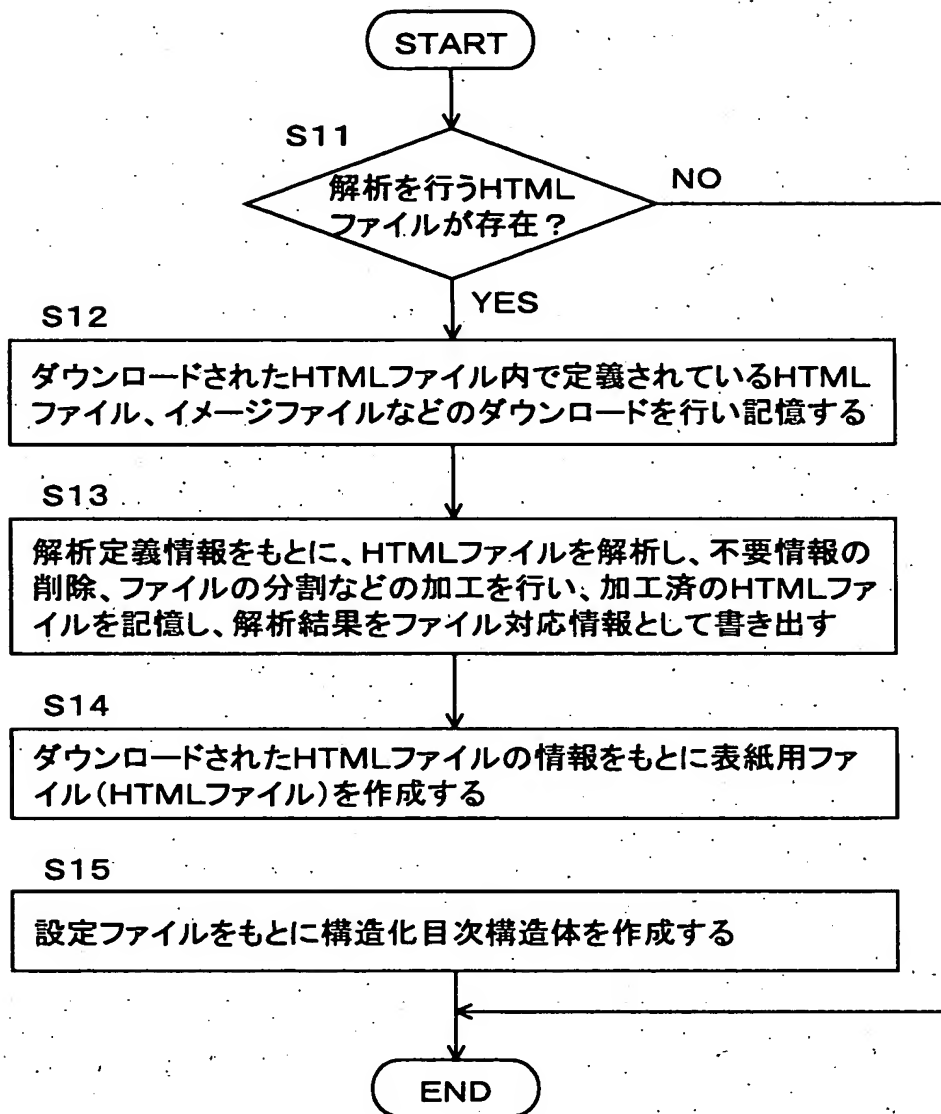 START
S11
解析を行うHTML
ファイルが存在？
NO
YES
S12
ダウンロードされたHTMLファイル内で定義されているHTML
ファイル、イメージファイルなどのダウンロードを行い記憶する
S13
解析定義情報をもとに、HTMLファイルを解析し、不要情報の
削除、ファイルの分割などの加工を行い、加工済のHTMLファ
イルを記憶し、解析結果をファイル対応情報として書き出す
S14
ダウンロードされたHTMLファイルの情報をもとに表紙用ファ
イル(HTMLファイル)を作成する
S15
設定ファイルをもとに構造化目次構造体を作成する
END